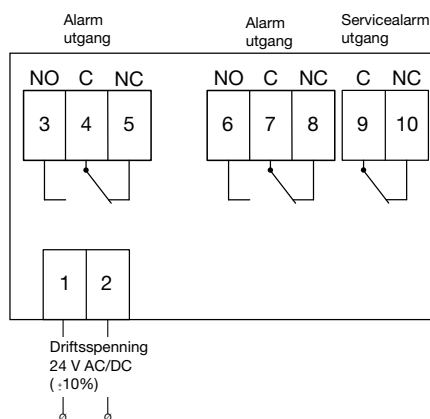 Alarm
utgang
Alarm
utgang
Servicealarm
utgang
NO C NC
NO C NC
C NC
3 4 5
6 7 8
9 10
1 2
Driftsspenning
24 V AC/DC
(±10%)